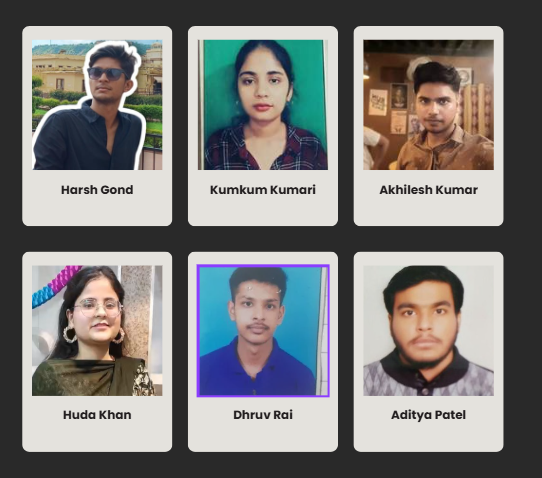 Harsh Gond
Kumkum Kumari
Akhilesh Kumar
Huda Khan
Dhruv Rai
Aditya Patel